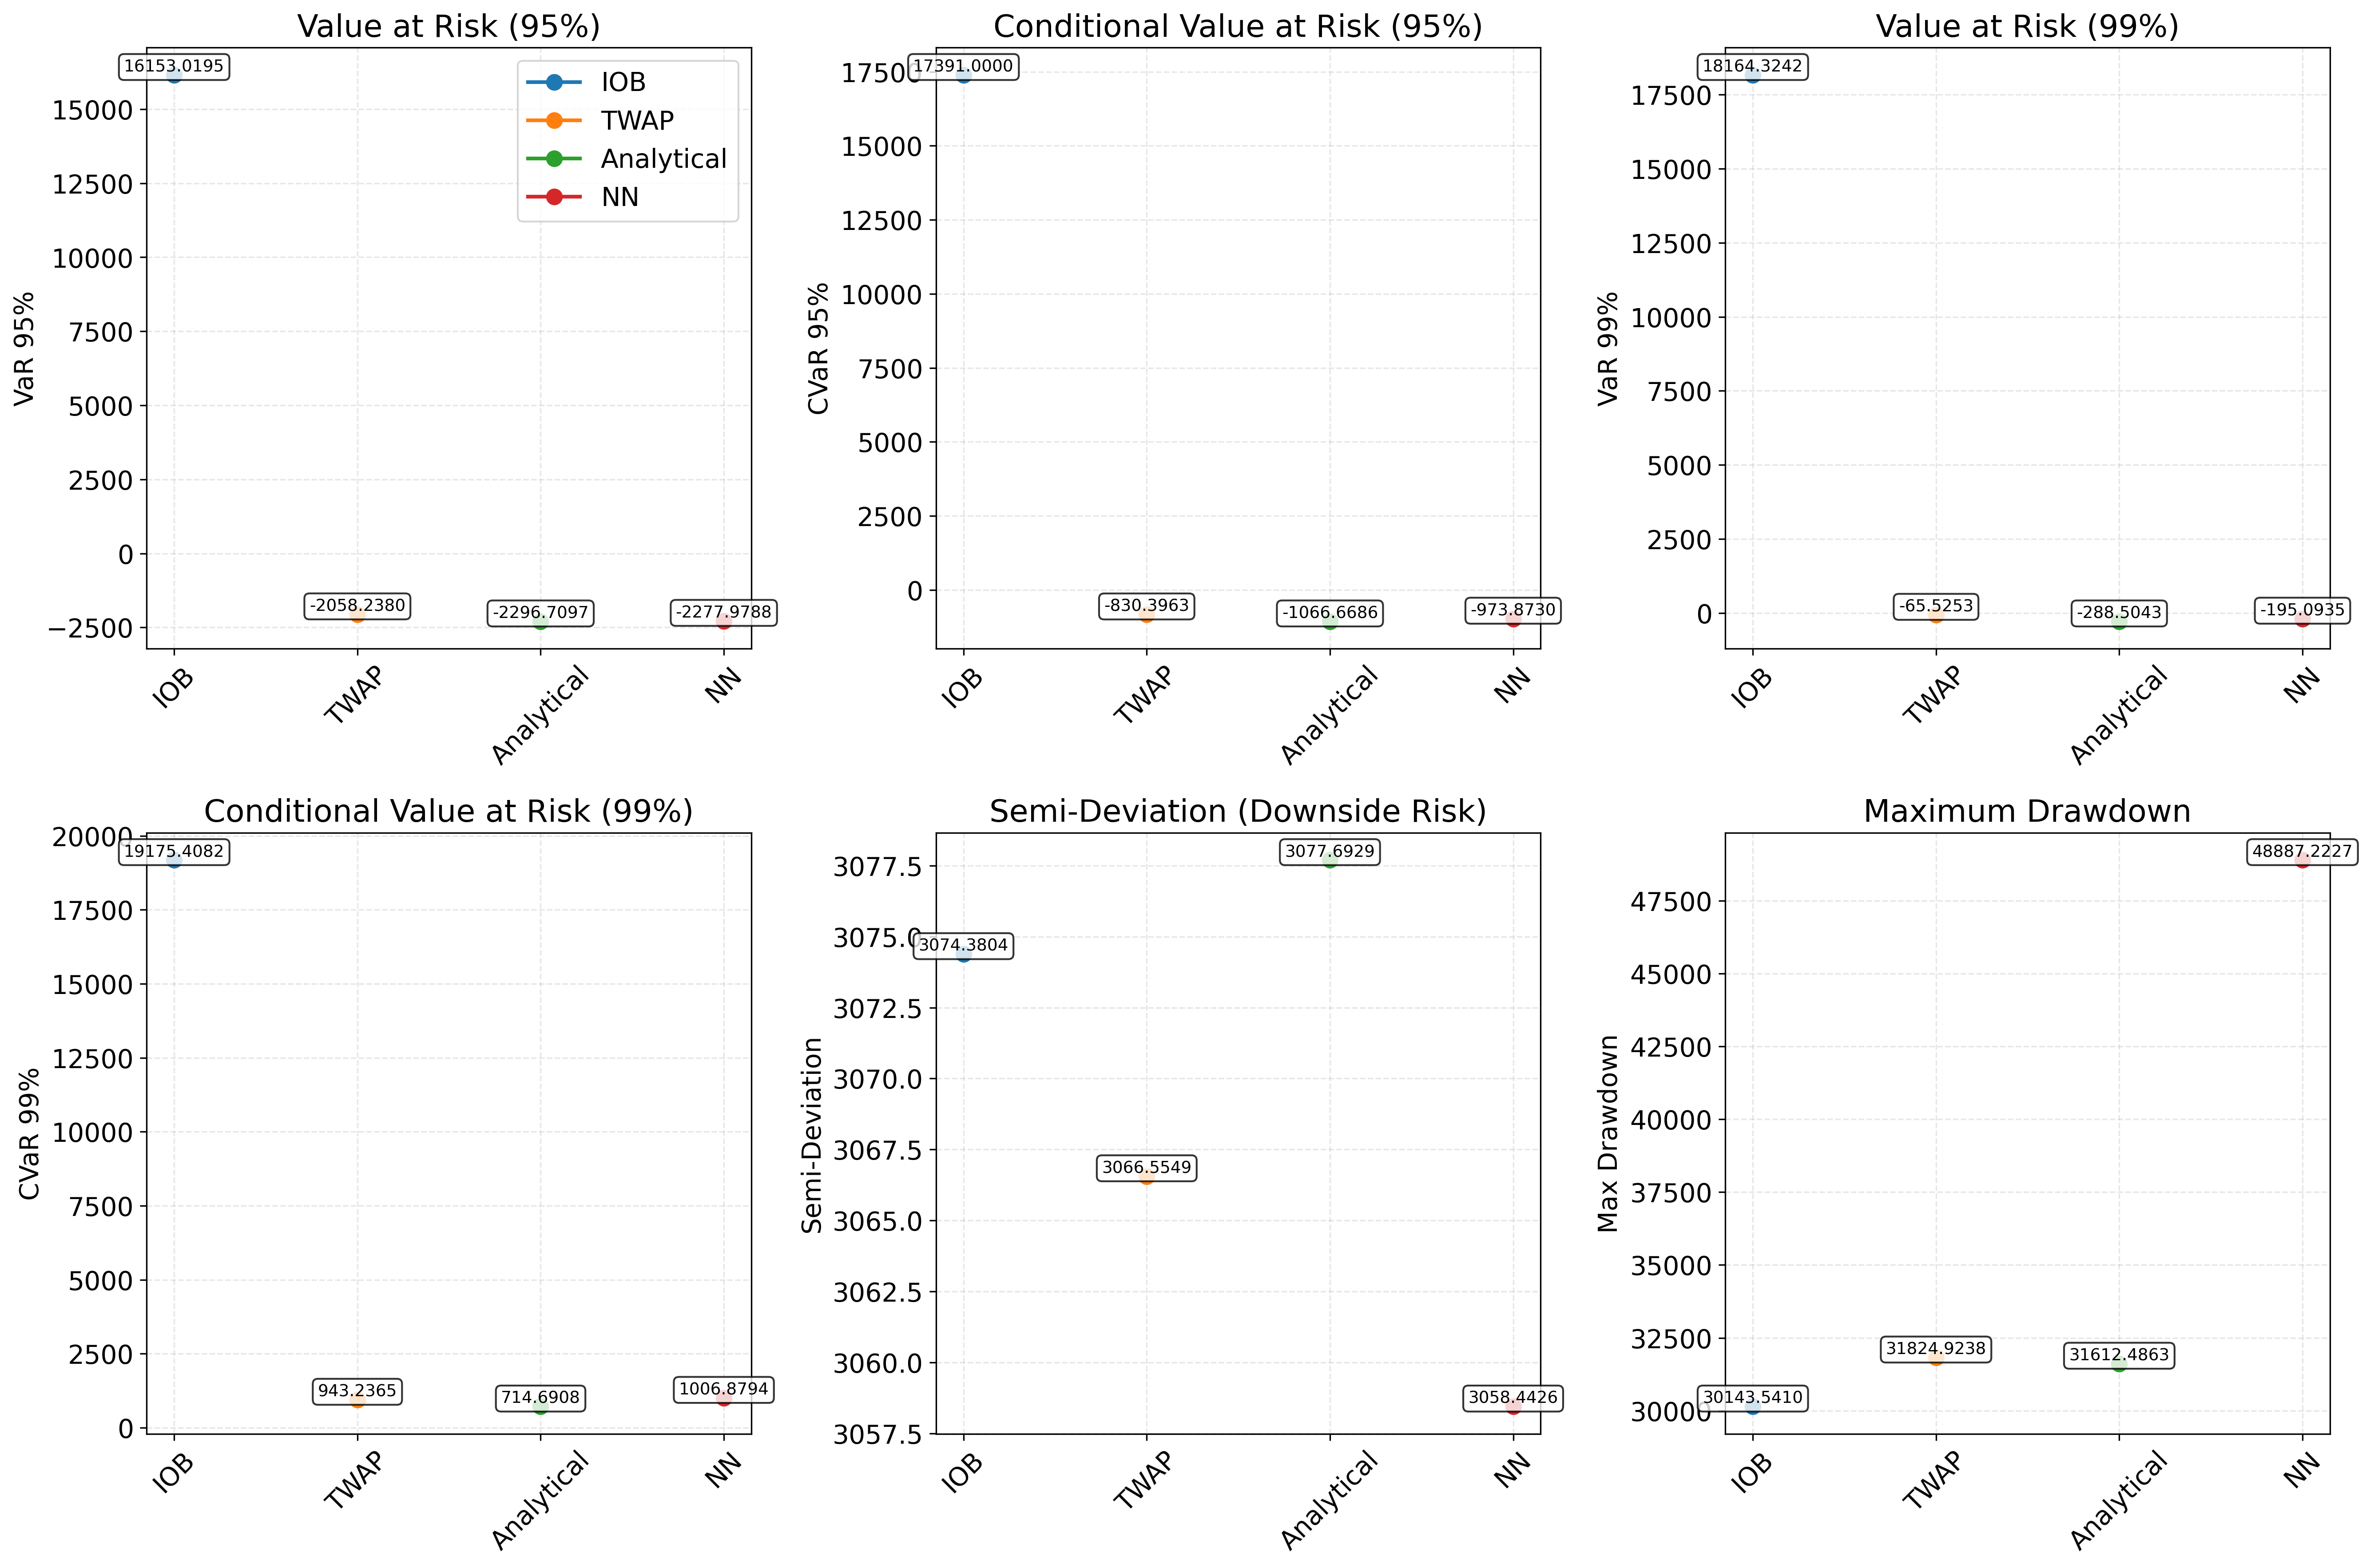 Value at Risk (95%)
VaR 95%
15000
12500
10000
7500
5000
2500
0
−2500
16153.0195
-2058.2380
-2296.7097
-2277.9788
IOB
TWAP
Analytical
NN
IOB
TWAP
Analytical
NN
Conditional Value at Risk (95%)
CVaR 95%
17500
15000
12500
10000
7500
5000
2500
0
17391.0000
-830.3963
-1066.6686
-973.8730
IOB
TWAP
Analytical
NN
Value at Risk (99%)
VaR 99%
17500
15000
12500
10000
7500
5000
2500
0
18164.3242
-65.5253
-288.5043
-195.0935
IOB
TWAP
Analytical
NN
Conditional Value at Risk (99%)
CVaR 99%
20000
17500
15000
12500
10000
7500
5000
2500
0
19175.4082
943.2365
714.6908
1006.8794
IOB
TWAP
Analytical
NN
Semi-Deviation (Downside Risk)
Semi-Deviation
3077.5
3075.0
3072.5
3070.0
3067.5
3065.0
3062.5
3060.0
3057.5
3074.3804
3066.5549
3077.6929
3058.4426
IOB
TWAP
Analytical
NN
Maximum Drawdown
Max Drawdown
47500
45000
42500
40000
37500
35000
32500
30000
30143.5410
31824.9238
31612.4863
48887.2227
IOB
TWAP
Analytical
NN